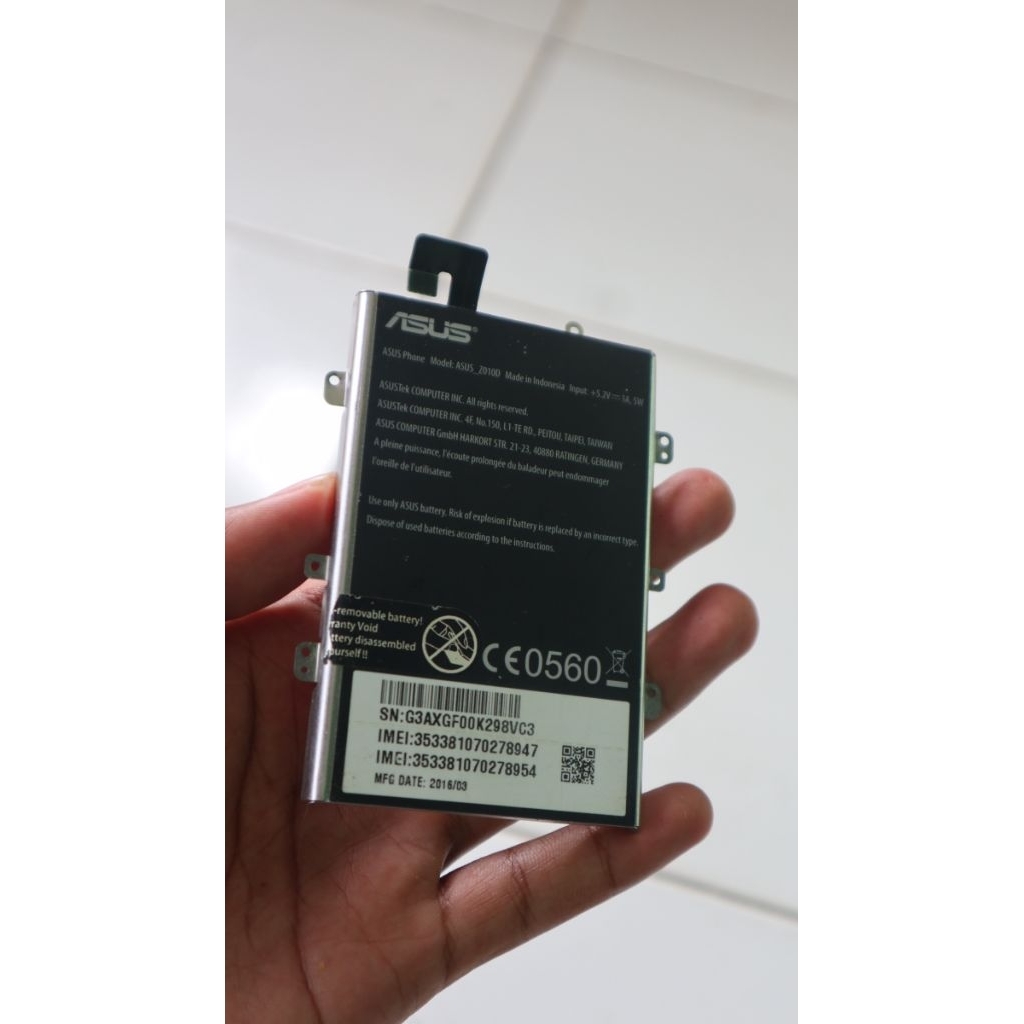 ASUS
ASUS Phone Model: ASUS_Z010D Made in Indonesia Input: +5.2V⎓1A, 5W
ASUSTek COMPUTER INC. All rights reserved.
ASUSTek COMPUTER INC. 4F, No.150, LI-TE RD., PEITOU, TAIPEI, TAIWAN
ASUS COMPUTER GmbH HARKORT STR. 21-23, 40880 RATINGEN, GERMANY
A pleine puissance, l'écoute prolongée du baladeur peut endommager
l'oreille de l'utilisateur.
Use only ASUS battery. Risk of explosion if battery is replaced by an incorrect type.
Dispose of used batteries according to the instructions.
-removable battery!
ranty Void
ttery disassembled
ourself!!
CE0560
SN:G3AXGF00K298VC3
IMEI:353381070278947
IMEI:353381070278954
MFG DATE: 2016/03